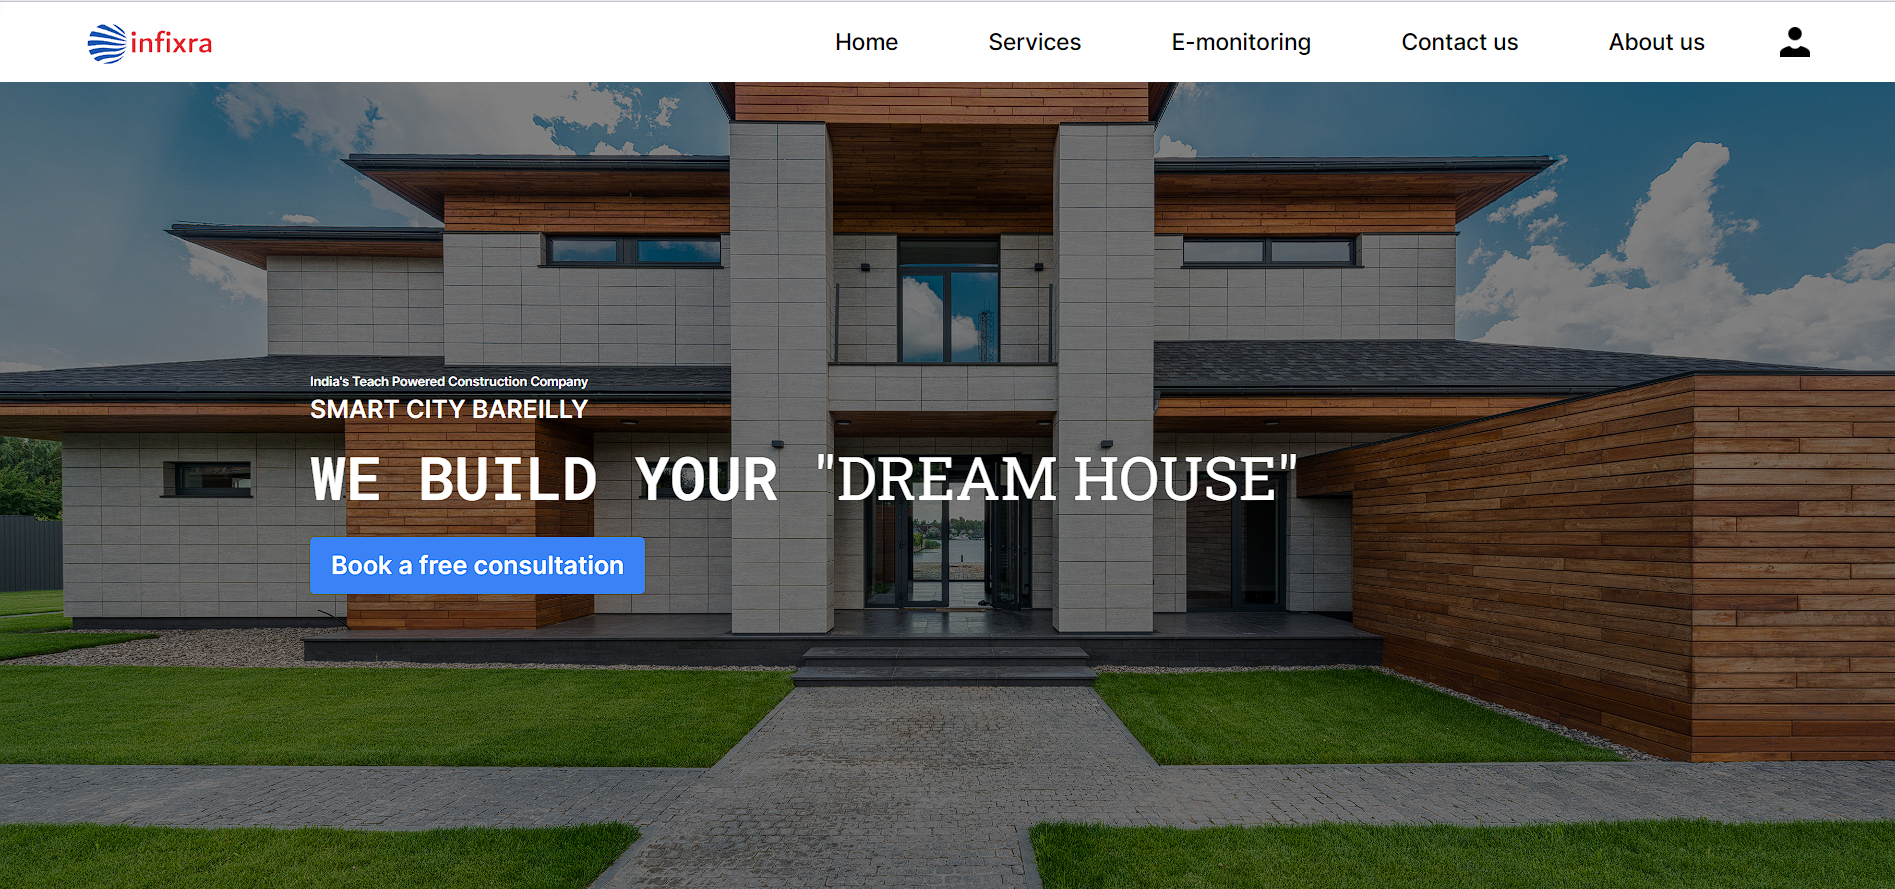 infixra
Home Services E-monitoring Contact us About us
India's Teach Powered Construction Company
SMART CITY BAREILLY
WE BUILD YOUR "DREAM HOUSE"
Book a free consultation